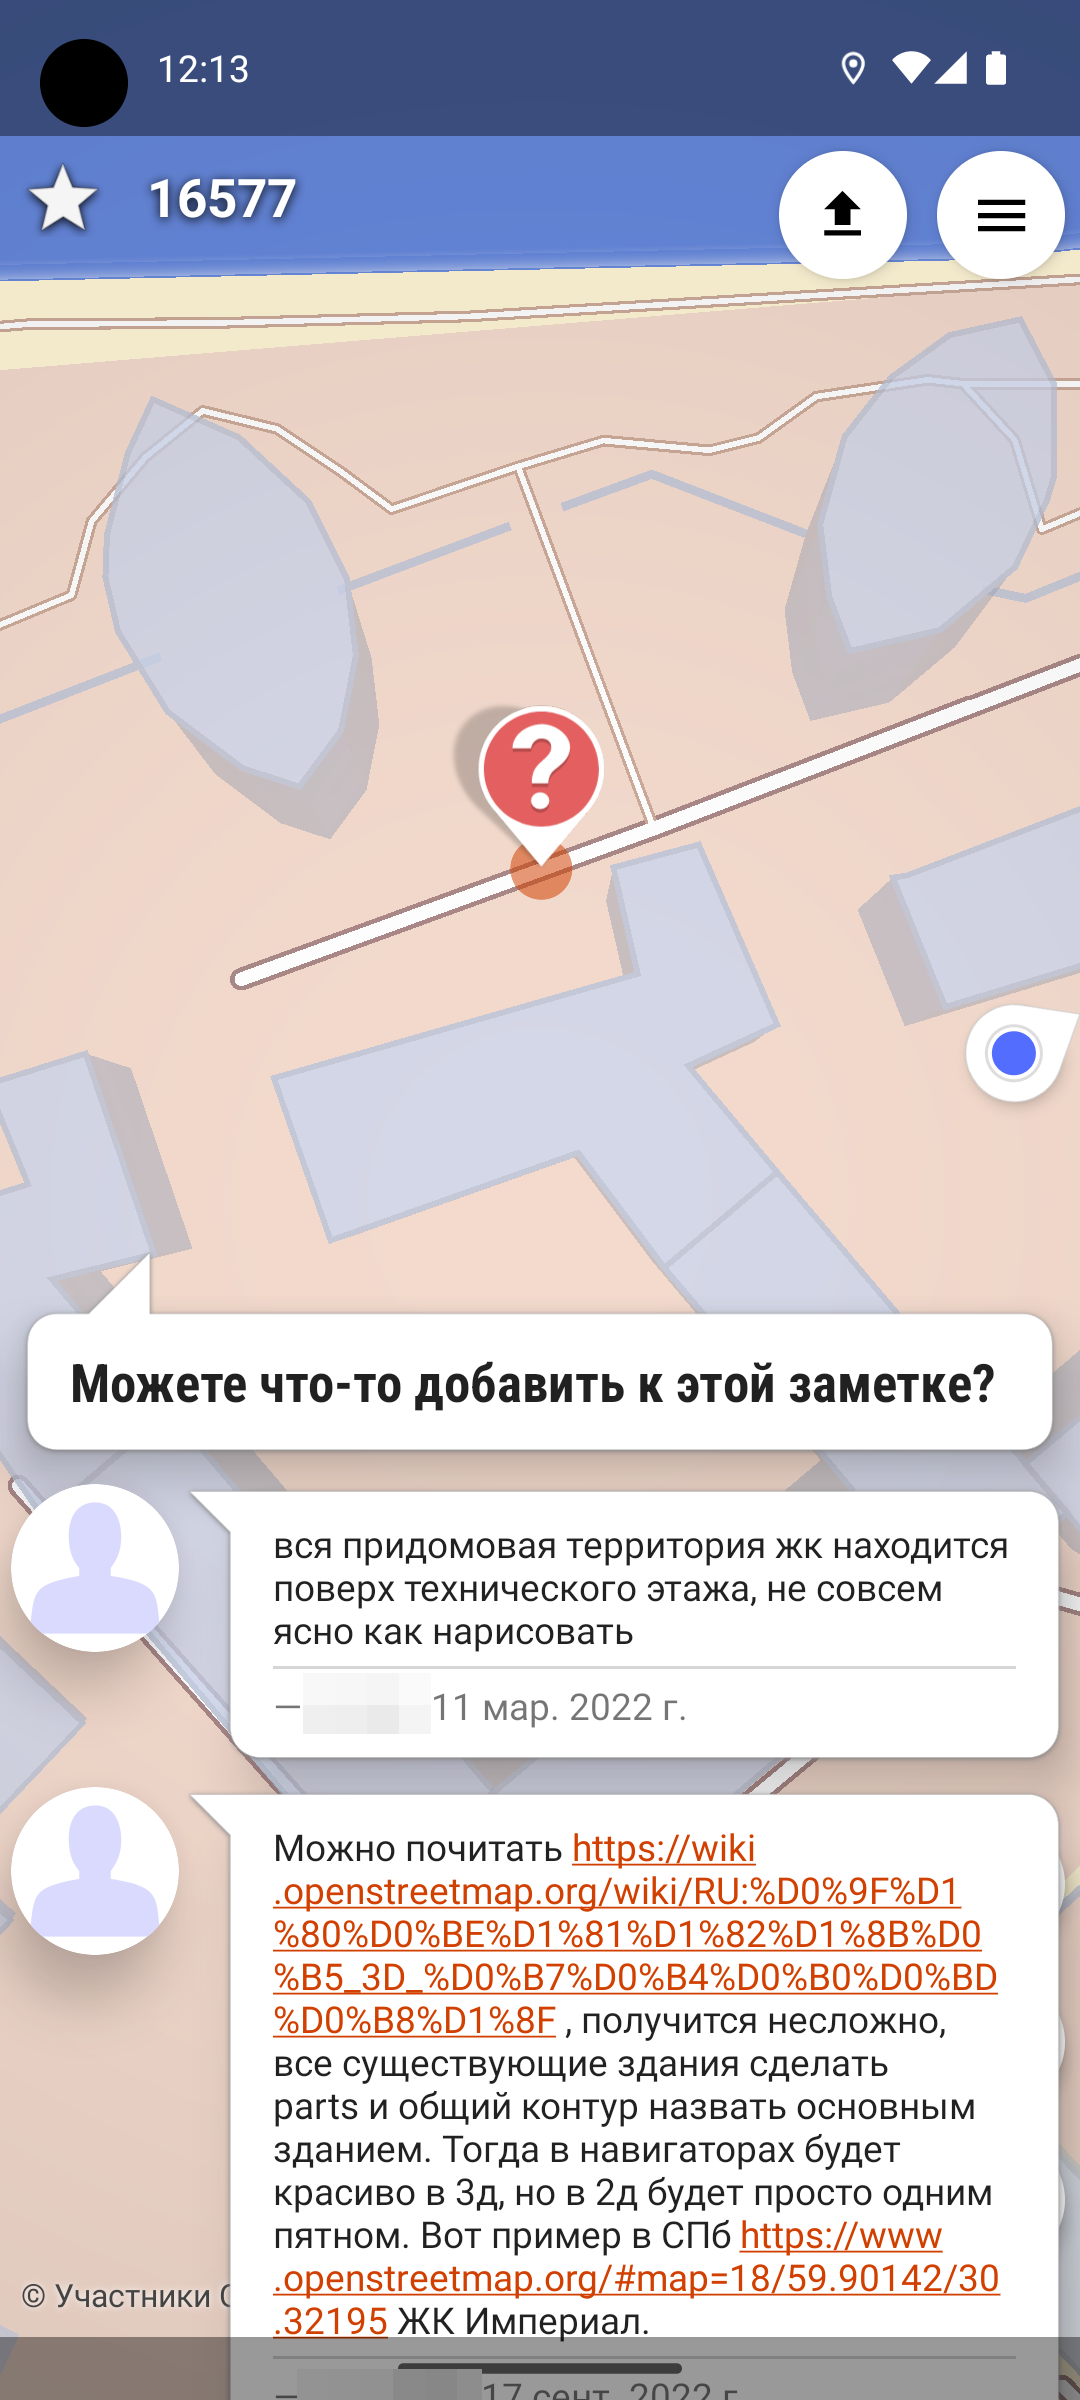 12:13
16577
?
Можете что-то добавить к этой заметке?
вся придомовая территория жк находится
поверх технического этажа, не совсем
ясно как нарисовать
– 11 мар. 2022 г.
Можно почитать https://wiki
.openstreetmap.org/wiki/RU:%D0%9F%D1
%80%D0%BE%D1%81%D1%82%D1%8B%D0
%B5_3D_%D0%B7%D0%B4%D0%B0%D0%BD
%D0%B8%D1%8F , получится несложно,
все существующие здания сделать
parts и общий контур назвать основным
зданием. Тогда в навигаторах будет
красиво в 3д, но в 2д будет просто одним
пятном. Вот пример в СПб https://www
.openstreetmap.org/#map=18/59.90142/30
.32195 ЖК Империал.
© Участники
– 17 сент. 2022 г.